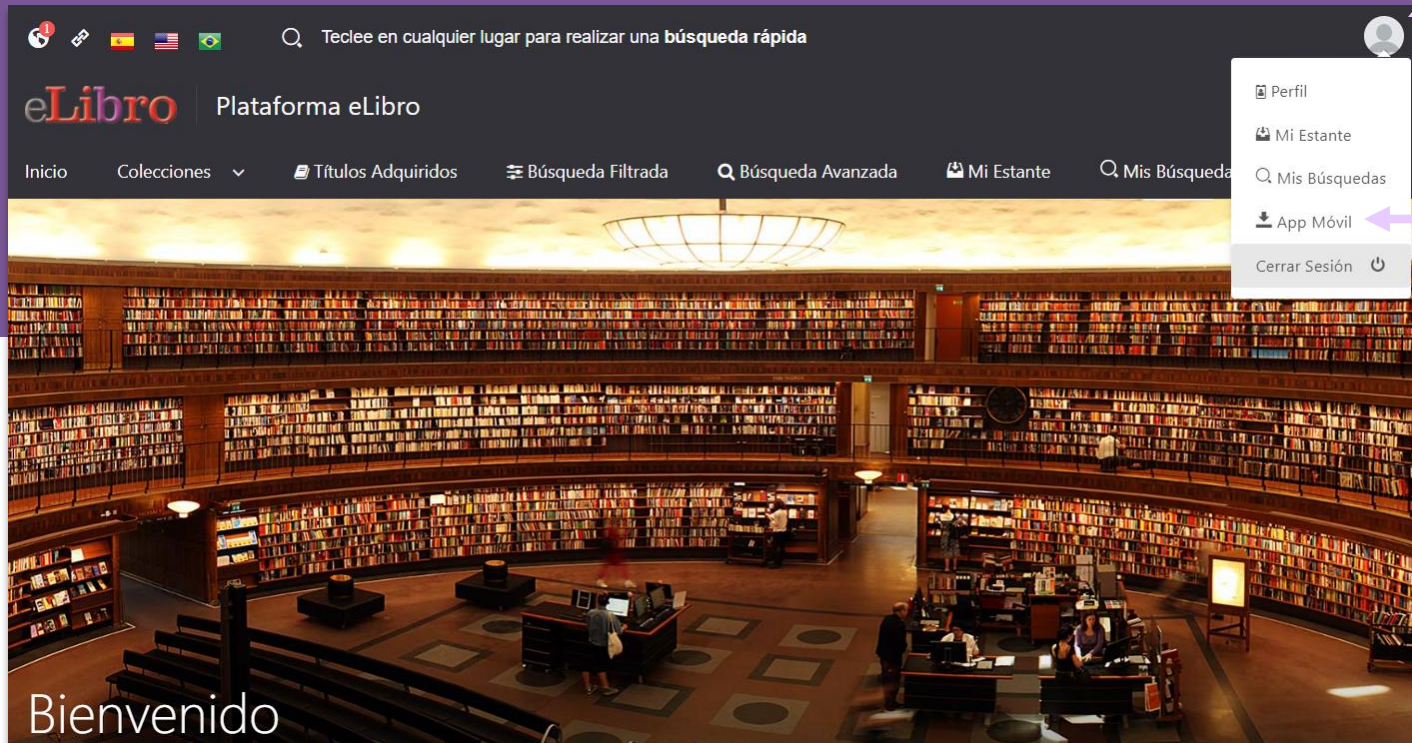 1
Teclee en cualquier lugar para realizar una búsqueda rápida
eLibro
Plataforma eLibro
Inicio
Colecciones
Títulos Adquiridos
Búsqueda Filtrada
Búsqueda Avanzada
Mi Estante
Mis Búsqueda
Perfil
Mi Estante
Mis Búsquedas
App Móvil
Cerrar Sesión
Bienvenido